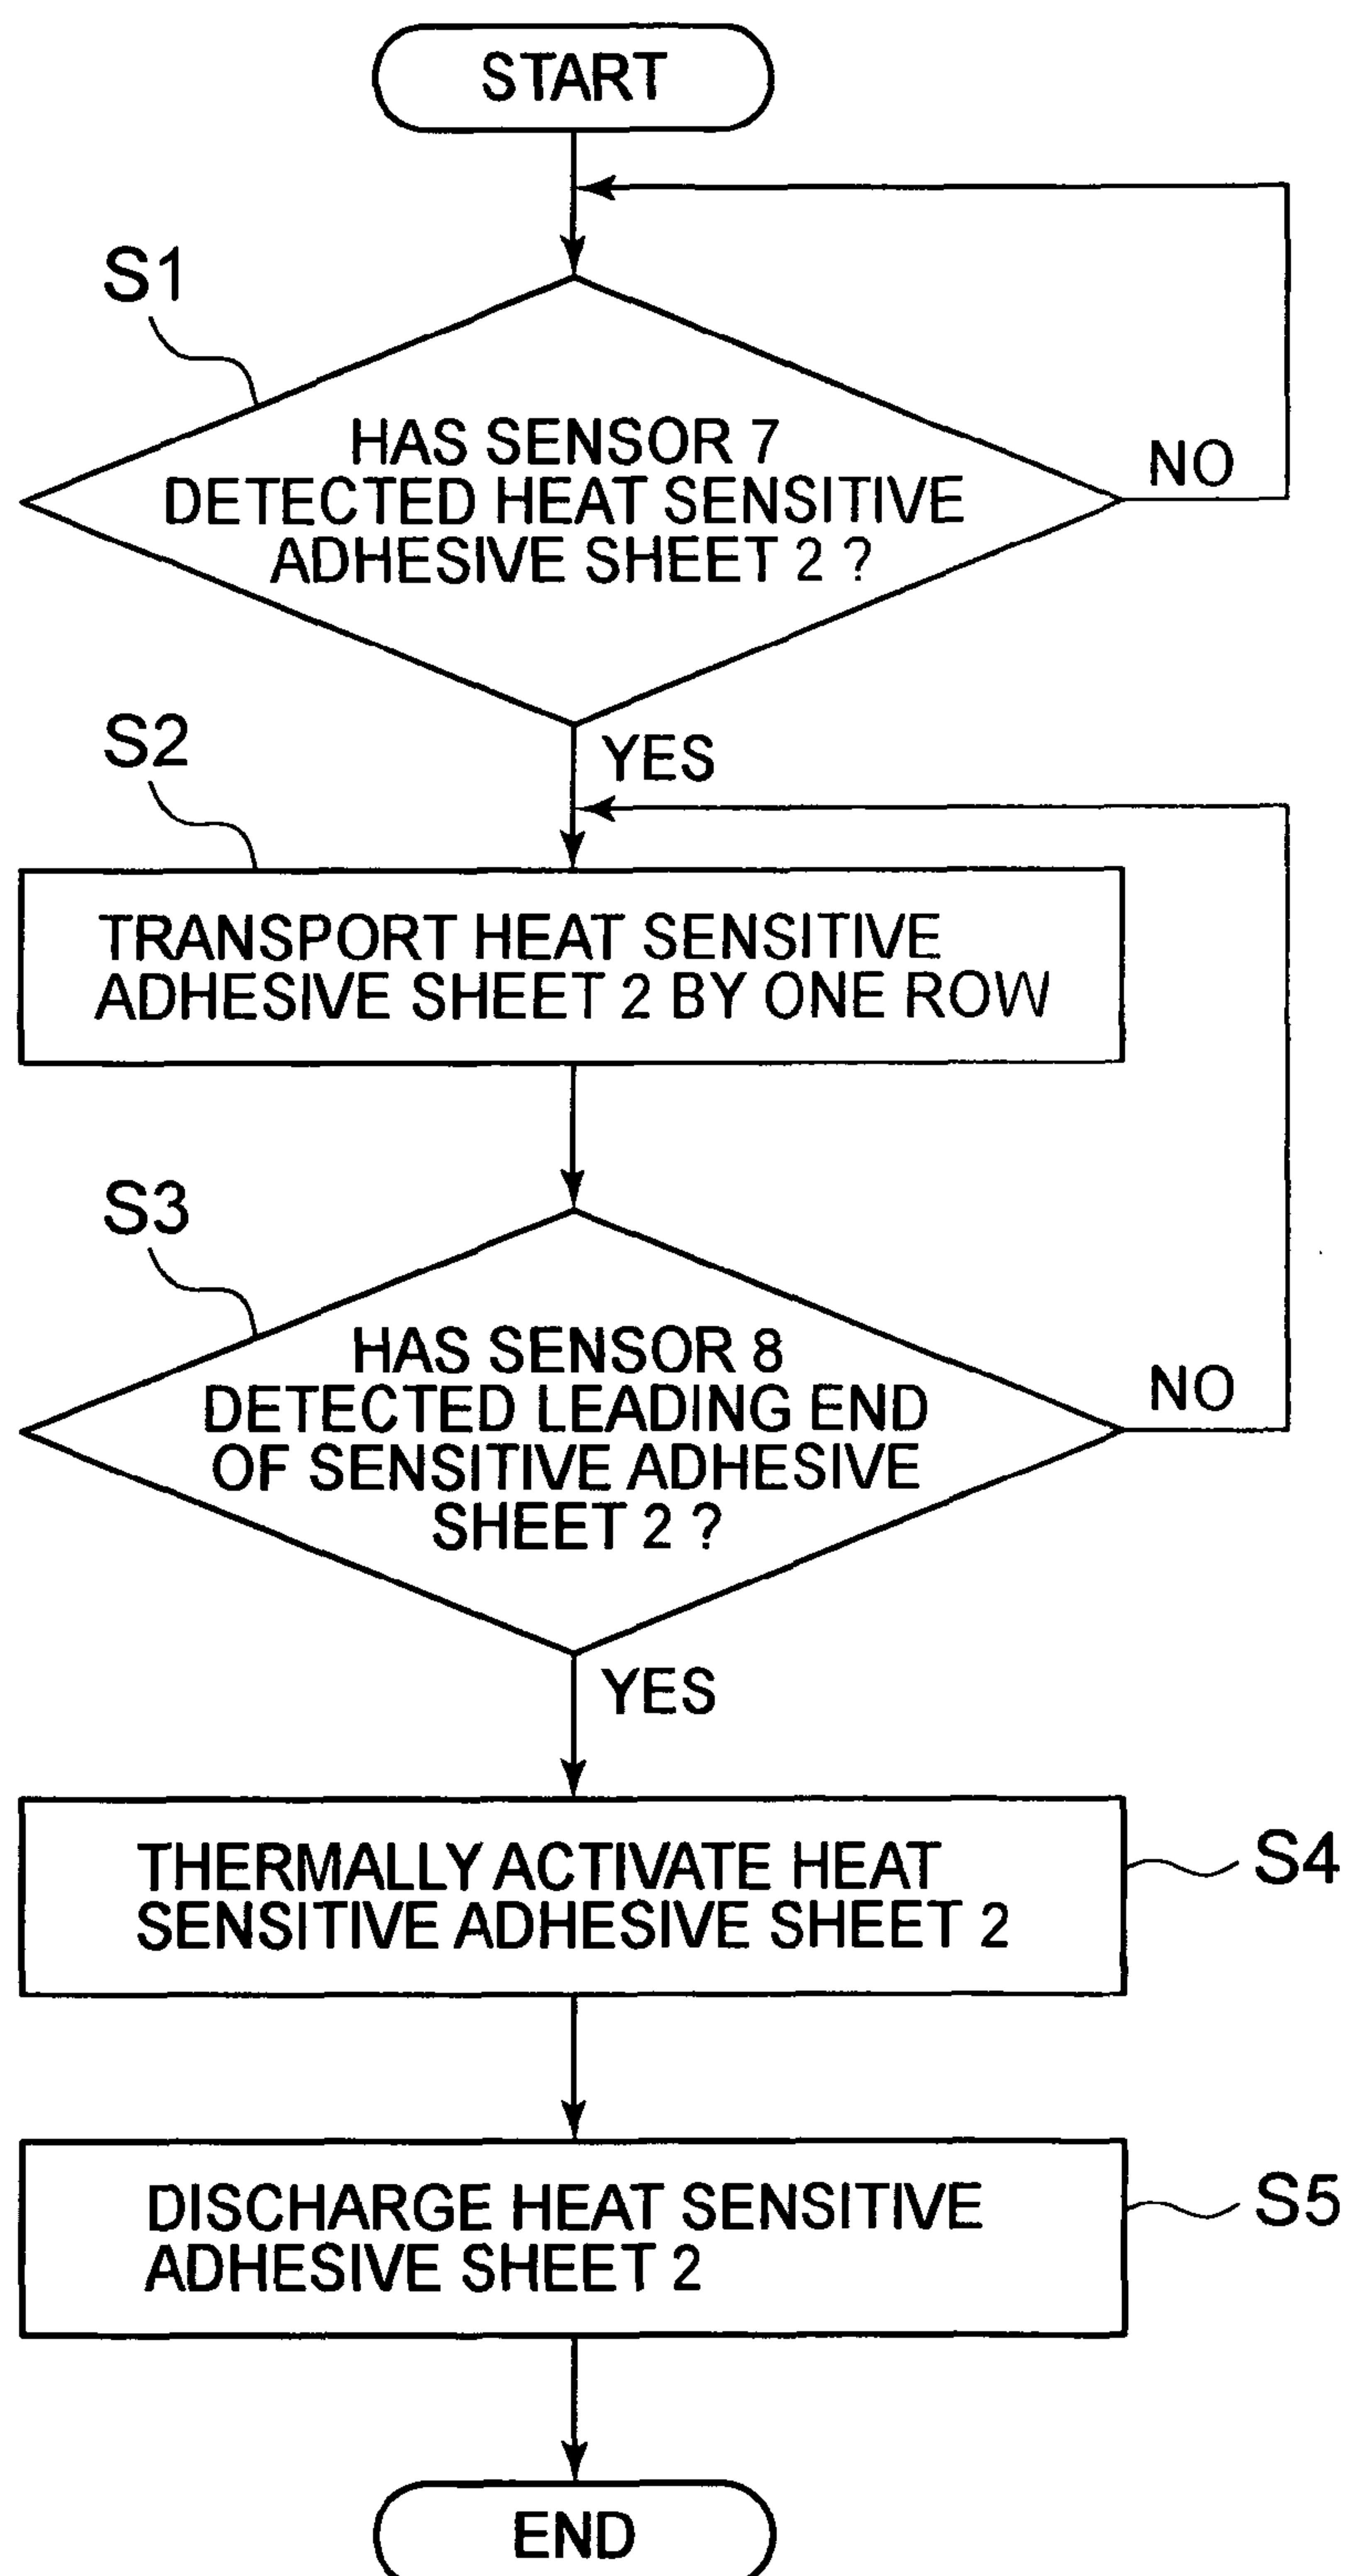 START
S1
HAS SENSOR 7
DETECTED HEAT SENSITIVE
ADHESIVE SHEET 2 ?
NO
YES
S2
TRANSPORT HEAT SENSITIVE
ADHESIVE SHEET 2 BY ONE ROW
S3
HAS SENSOR 8
DETECTED LEADING END
OF SENSITIVE ADHESIVE
SHEET 2 ?
NO
YES
THERMALLY ACTIVATE HEAT
SENSITIVE ADHESIVE SHEET 2
S4
DISCHARGE HEAT SENSITIVE
ADHESIVE SHEET 2
S5
END